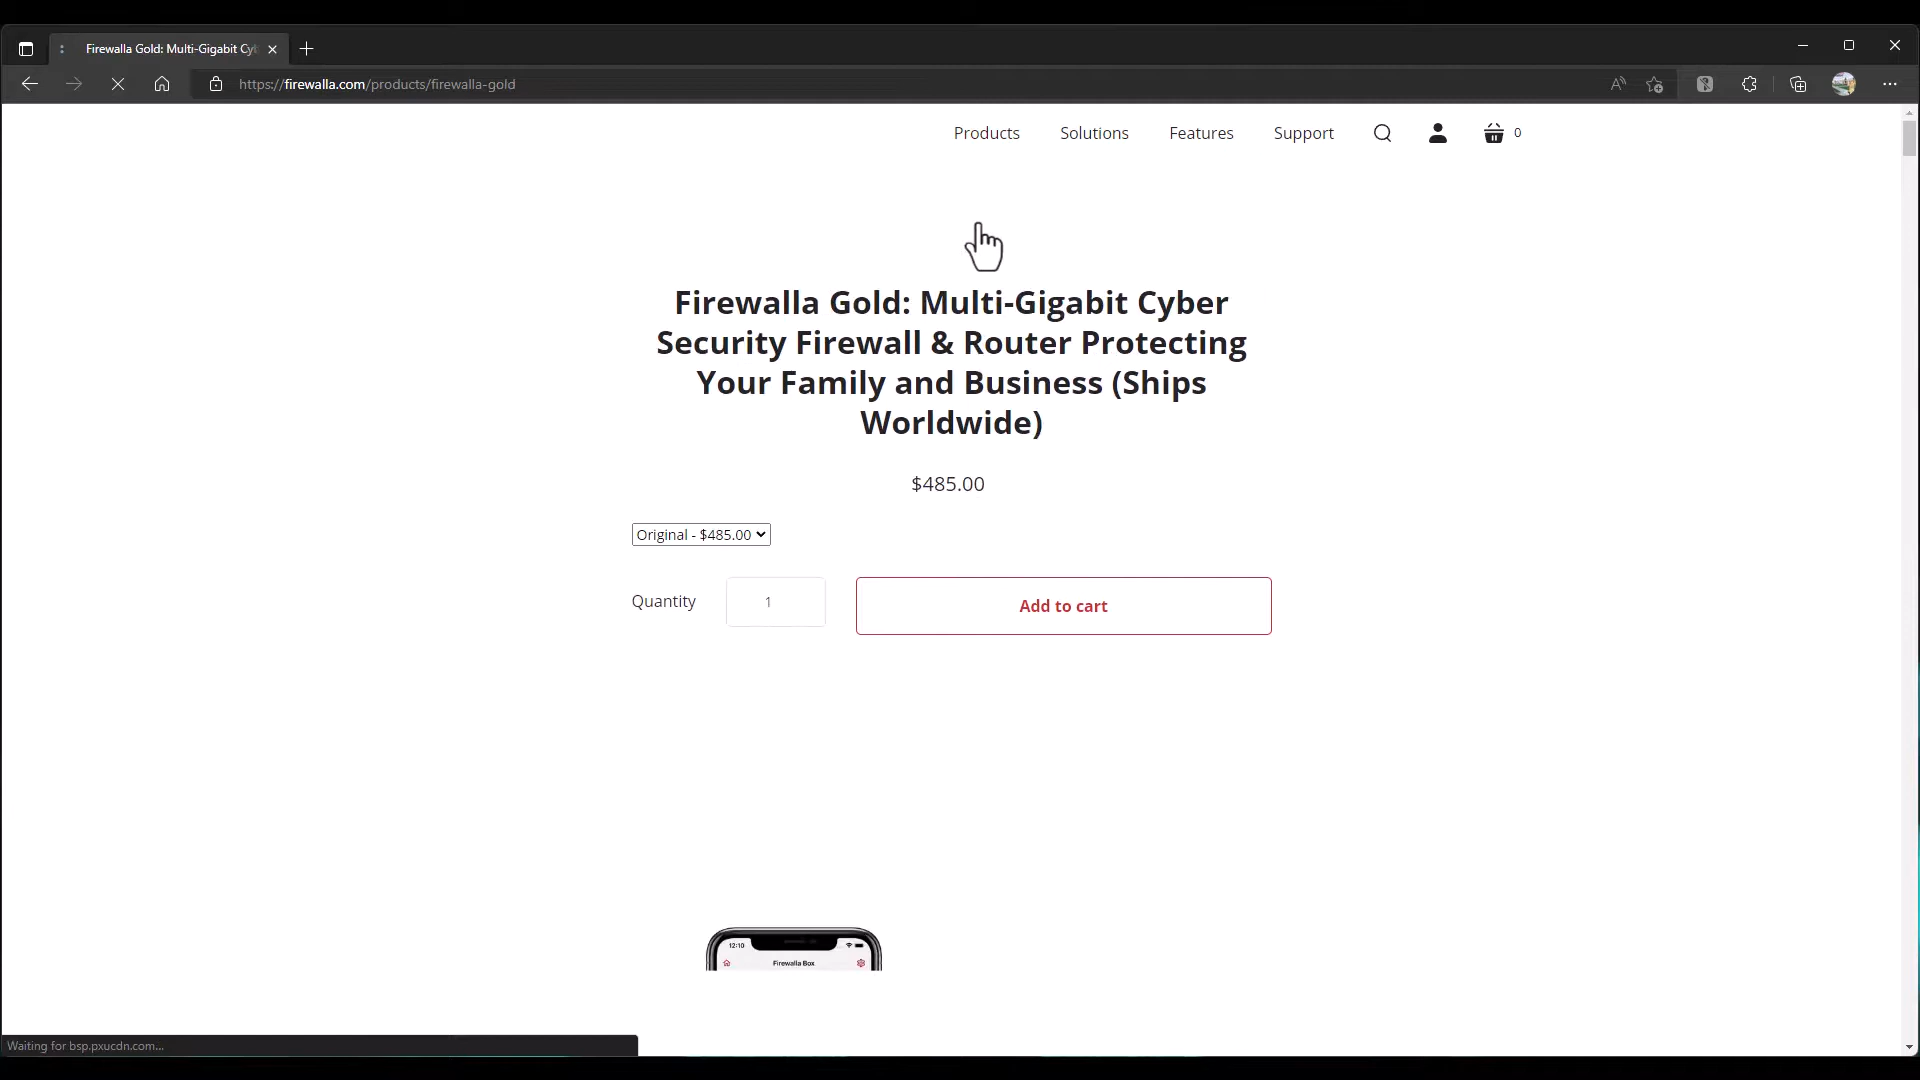 Firewalla Gold: Multi-Gigabit Cyb
https://firewalla.com/products/firewalla-gold
Products Solutions Features Support 0
Firewalla Gold: Multi-Gigabit Cyber
Security Firewall & Router Protecting
Your Family and Business (Ships
Worldwide)
$485.00
Original - $485.00
Quantity 1 Add to cart
12:10
Firewalla Box
Waiting for bsp.pxucdn.com...